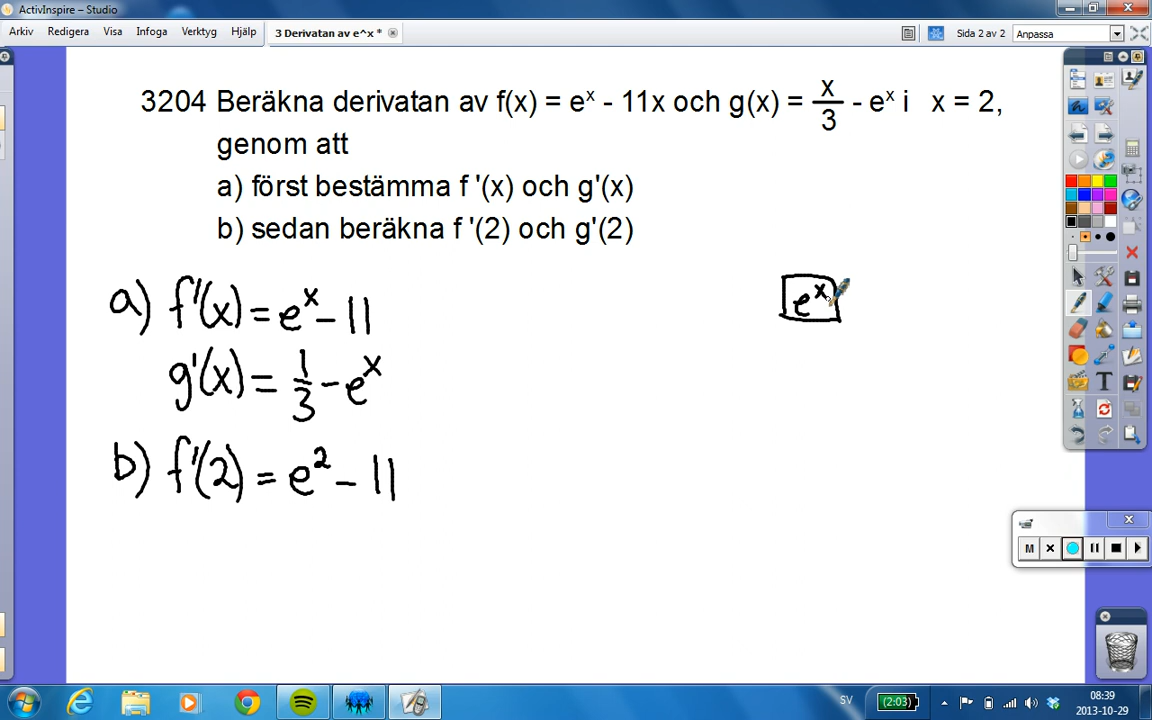 ActivInspire – Studio
Arkiv Redigera Visa Infoga Verktyg Hjälp 3 Derivatan av e^x * Sida 2 av 2 Anpassa
3204 Beräkna derivatan av f(x) = eˣ - 11x och g(x) = x/3 - eˣ i x = 2,
genom att
a) först bestämma f '(x) och g'(x)
b) sedan beräkna f '(2) och g'(2)
eˣ
a) f'(x) = eˣ – 11
g'(x) = 1/3 – eˣ
b) f'(2) = e² – 11
M
SV (2:03) 08:39
2013-10-29